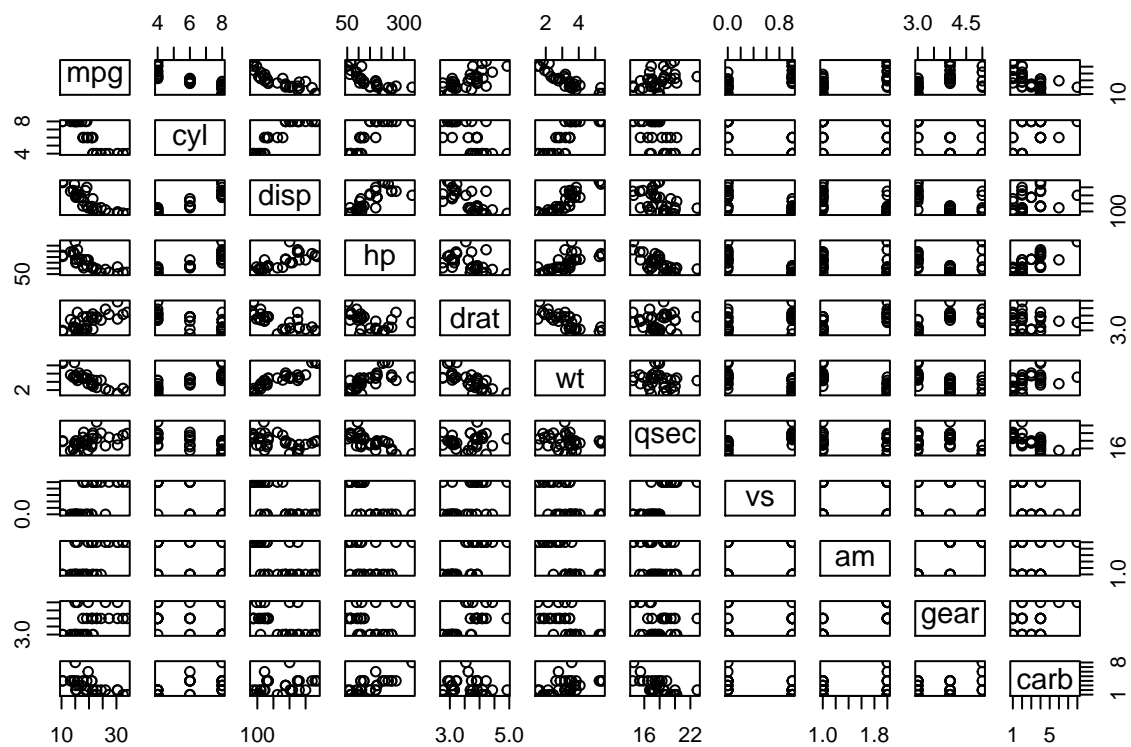 4 6 8 50 300 2 4 0.0 0.8 3.0 4.5
mpg 10
4 8 cyl
disp 100
50 hp
drat 3.0
2 wt
qsec 16
0.0 vs
am 1.0
3.0 gear
carb 1 8
10 30 100 3.0 5.0 16 22 1.0 1.8 1 5